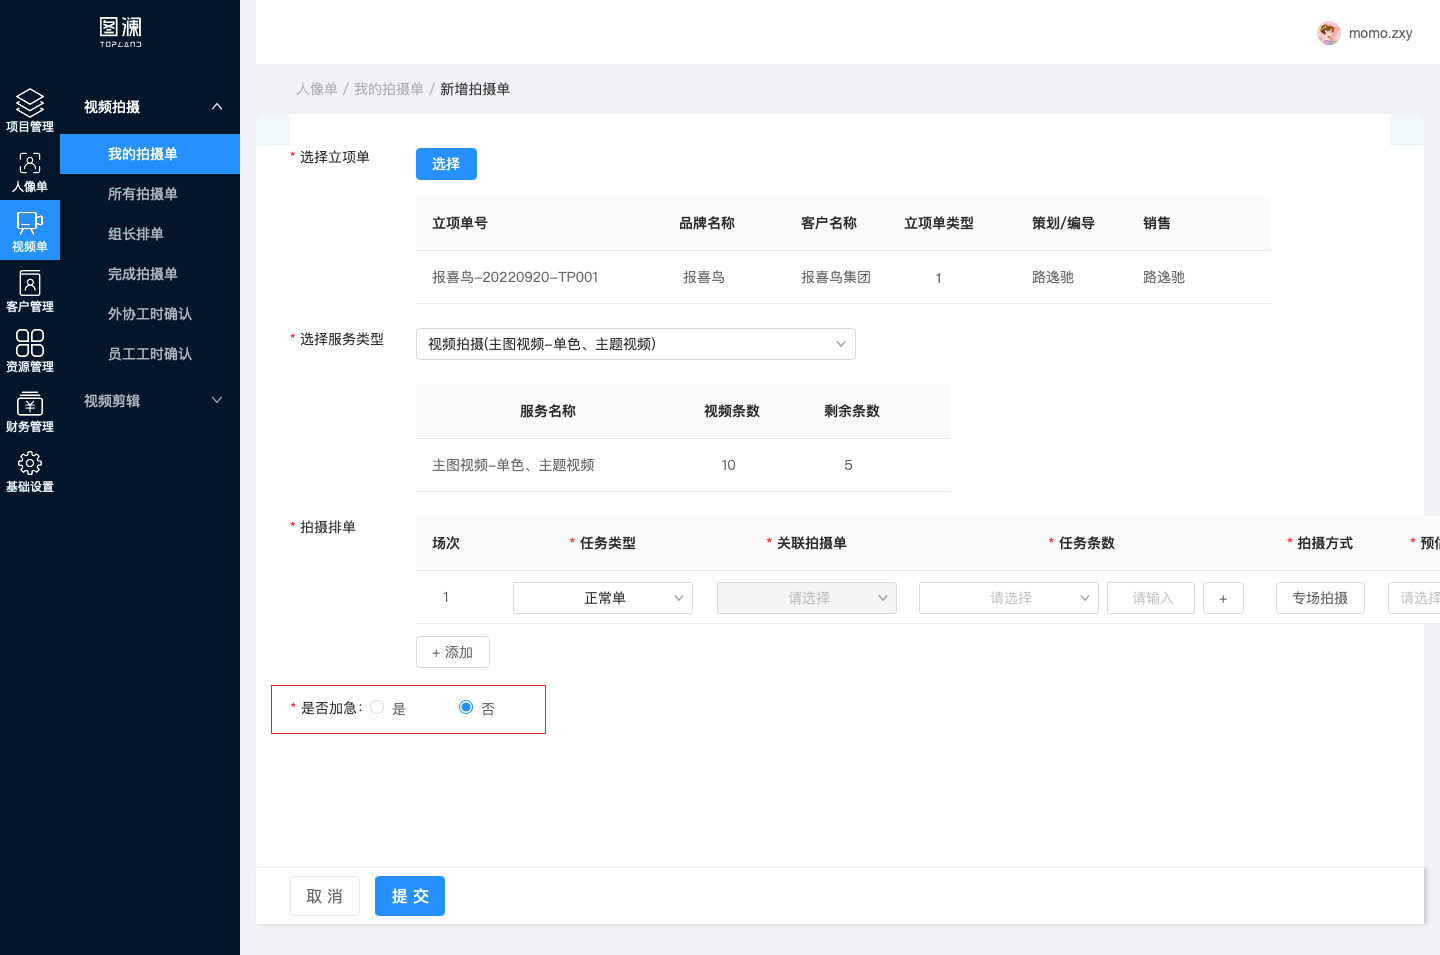 图澜
TOPLAND
momo.zxy
人像单 / 我的拍摄单 / 新增拍摄单
项目管理
人像单
视频单
客户管理
资源管理
财务管理
基础设置
视频拍摄
我的拍摄单
所有拍摄单
组长排单
完成拍摄单
外协工时确认
员工工时确认
视频剪辑
* 选择立项单 选择
立项单号 品牌名称 客户名称 立项单类型 策划/编导 销售
报喜鸟-20220920-TP001 报喜鸟 报喜鸟集团 1 路逸驰 路逸驰
* 选择服务类型 视频拍摄(主图视频-单色、主题视频)
服务名称 视频条数 剩余条数
主图视频-单色、主题视频 10 5
* 拍摄排单
场次 * 任务类型 * 关联拍摄单 * 任务条数 * 拍摄方式 * 预估
1 正常单 请选择 请选择 请输入 + 专场拍摄 请选择
+ 添加
* 是否加急: 是 否
取 消 提 交